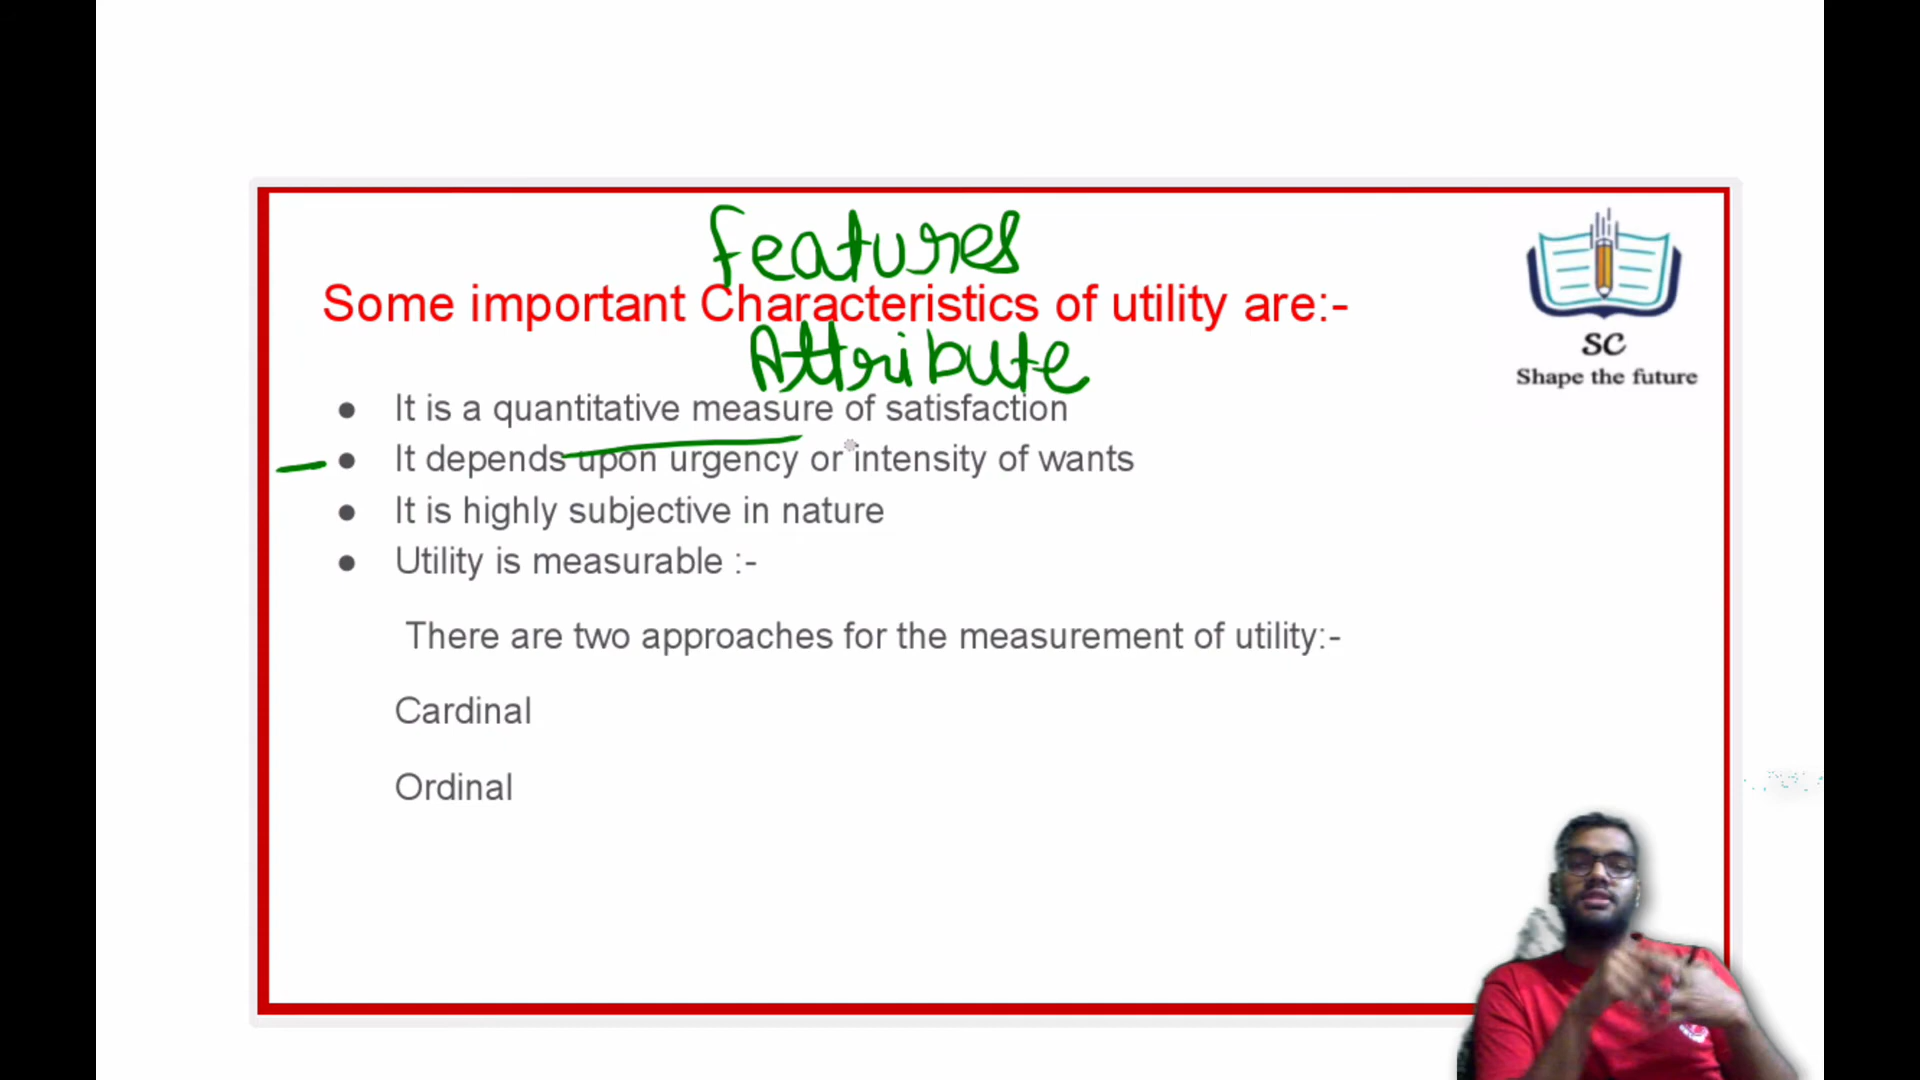 Features
Some important Characteristics of utility are:-
Attribute
SC
Shape the future
● It is a quantitative measure of satisfaction
● It depends upon urgency or intensity of wants
● It is highly subjective in nature
● Utility is measurable :-
There are two approaches for the measurement of utility:-
Cardinal
Ordinal